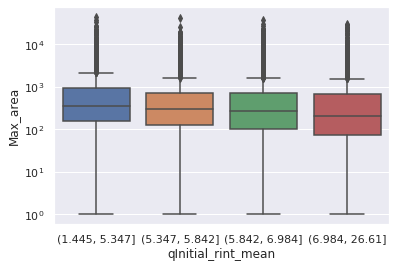 Max_area
10⁴
10³
10²
10¹
10⁰
(1.445, 5.347] (5.347, 5.842] (5.842, 6.984] (6.984, 26.61]
qInitial_rint_mean